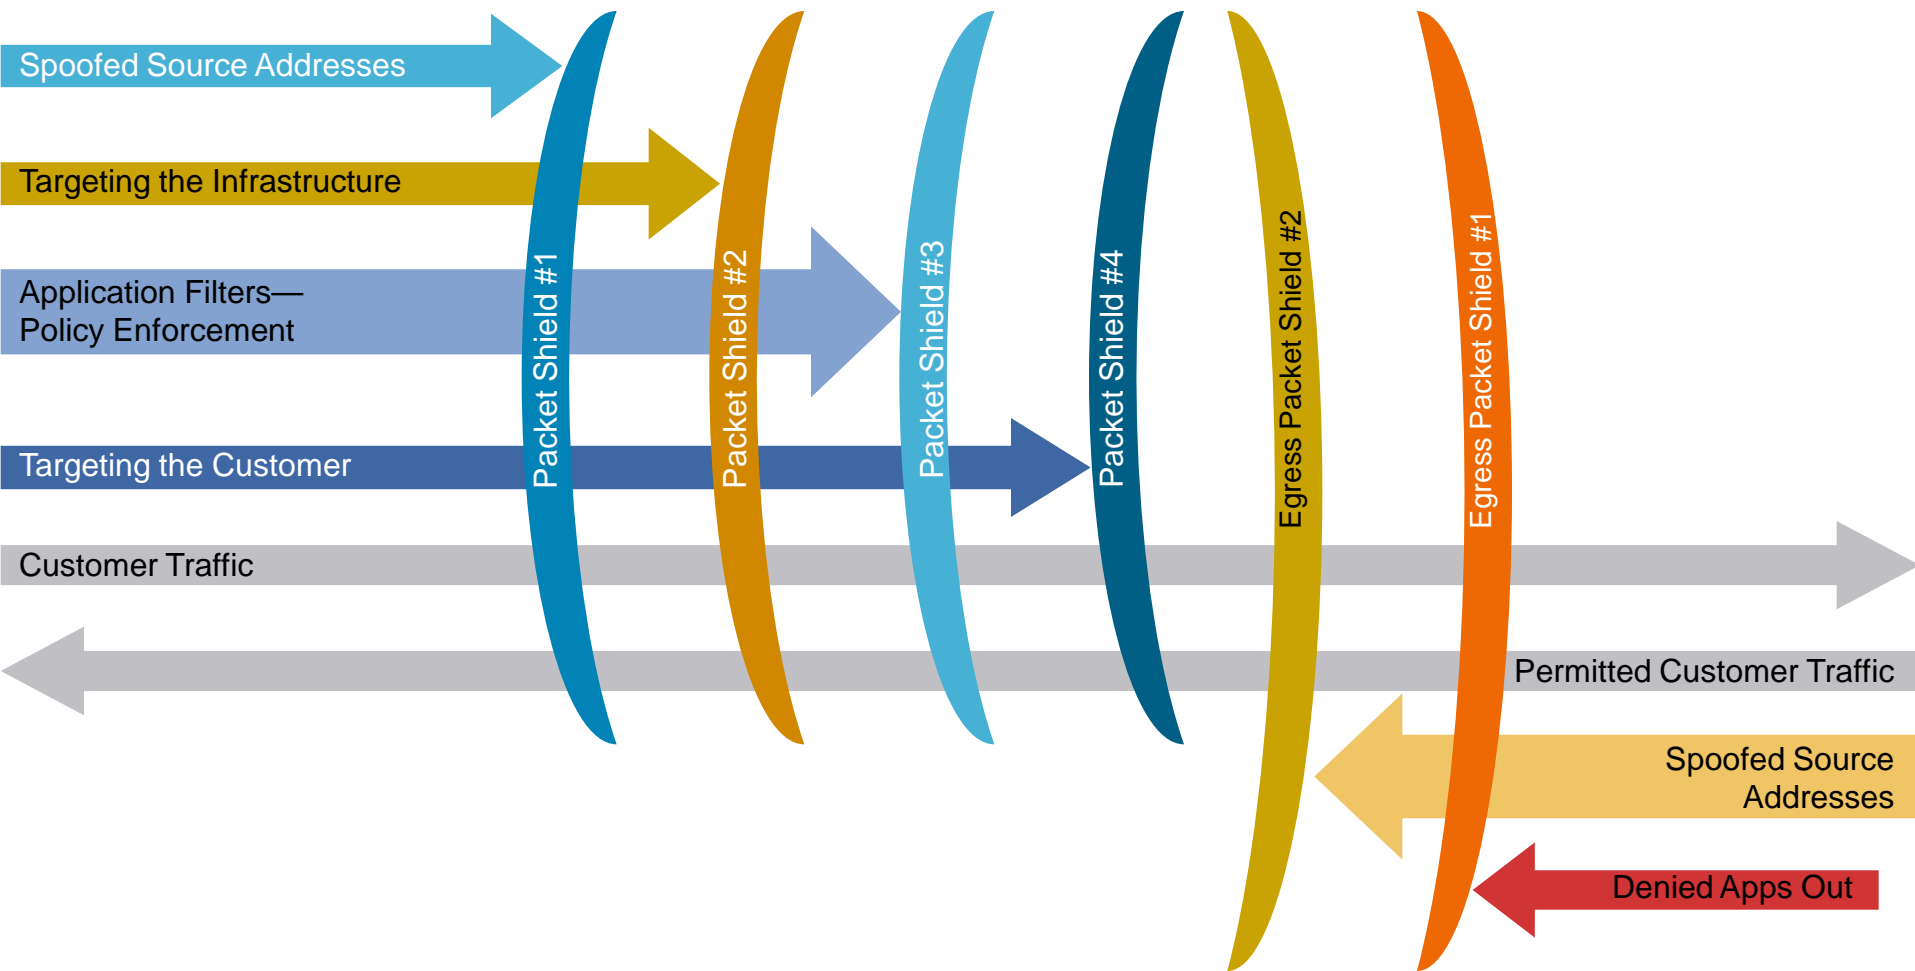 Spoofed Source Addresses
Targeting the Infrastructure
Application Filters—
Policy Enforcement
Targeting the Customer
Customer Traffic
Packet Shield #1
Packet Shield #2
Packet Shield #3
Packet Shield #4
Egress Packet Shield #2
Egress Packet Shield #1
Permitted Customer Traffic
Spoofed Source
Addresses
Denied Apps Out